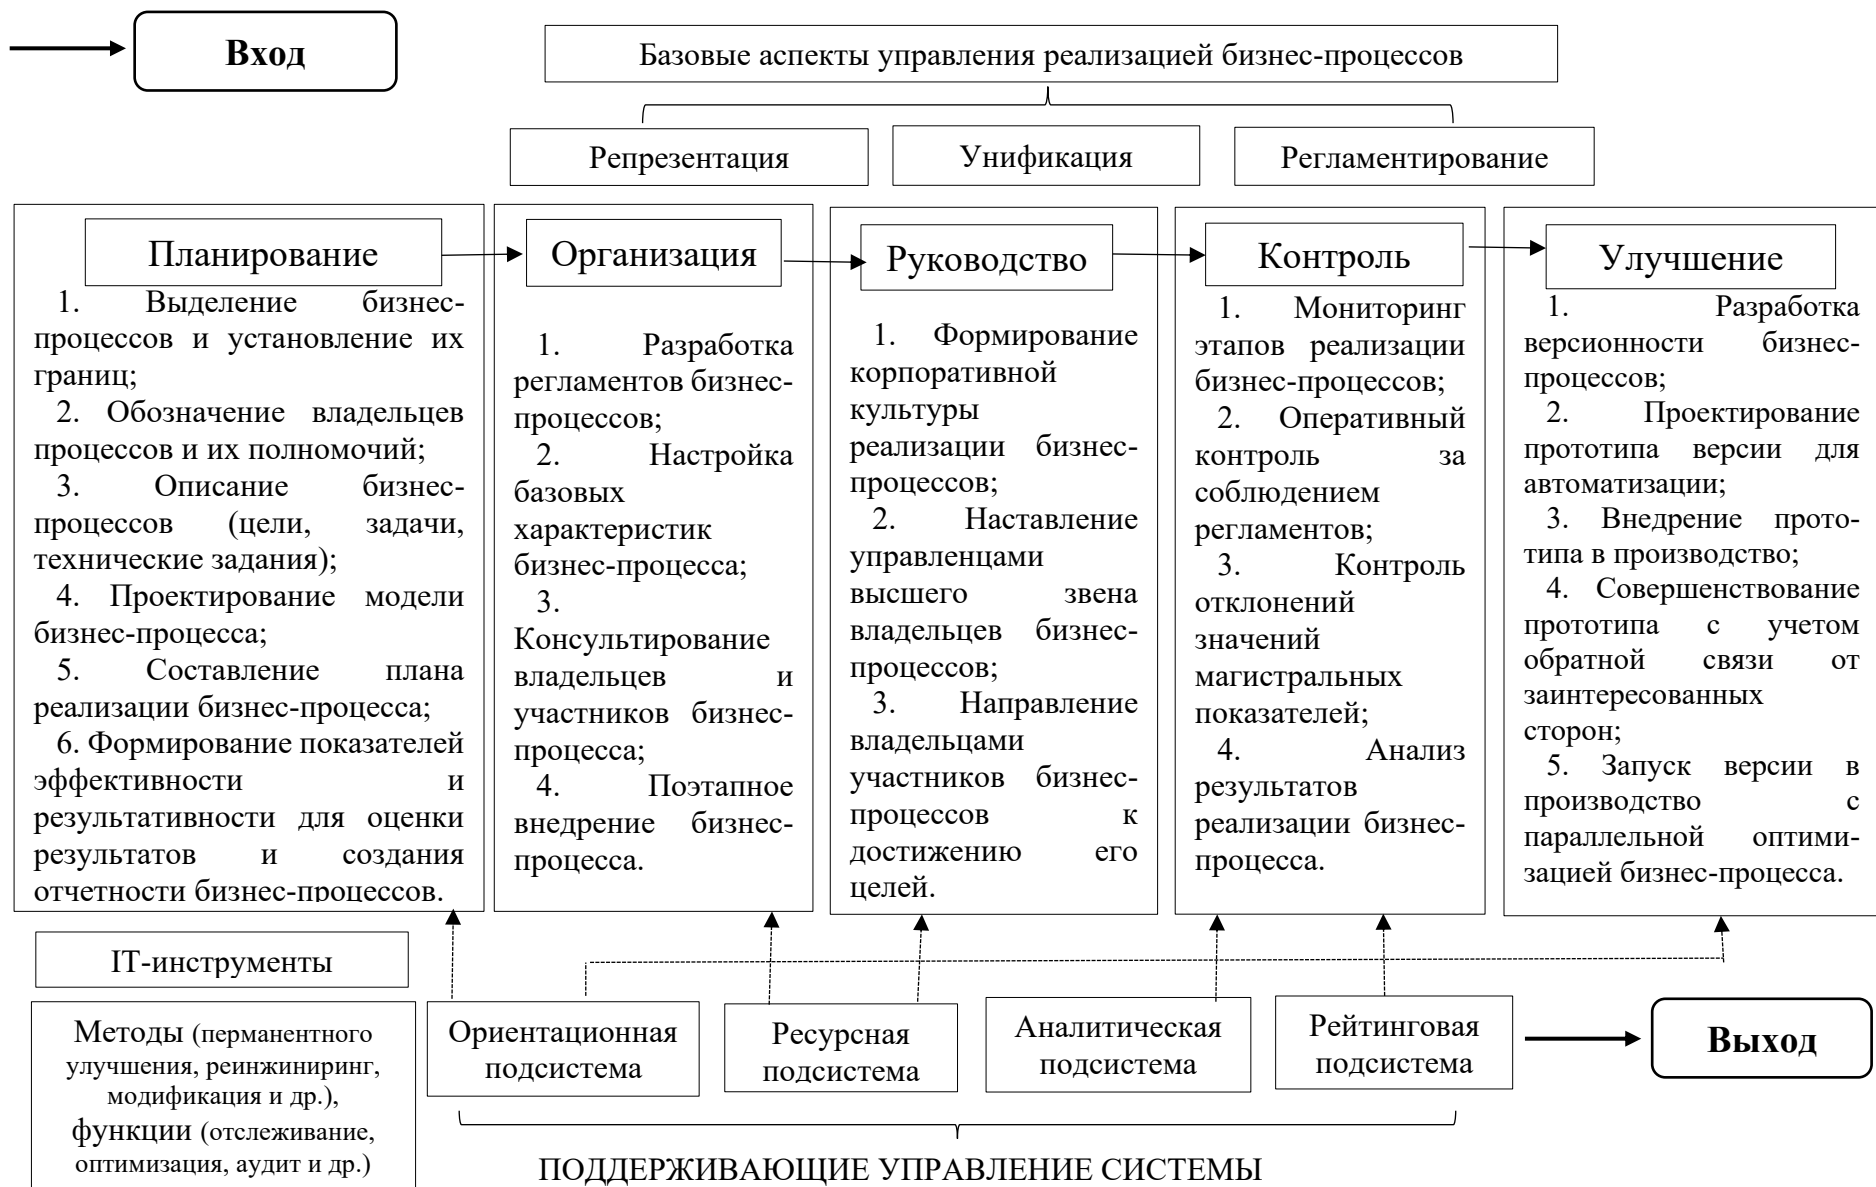 Вход
Базовые аспекты управления реализацией бизнес-процессов
Репрезентация
Унификация
Регламентирование
Планирование
1. Выделение бизнес-
процессов и установление их
границ;
2. Обозначение владельцев
процессов и их полномочий;
3. Описание бизнес-
процессов (цели, задачи,
технические задания);
4. Проектирование модели
бизнес-процесса;
5. Составление плана
реализации бизнес-процесса;
6. Формирование показателей
эффективности и
результативности для оценки
результатов и создания
отчетности бизнес-процессов.
Организация
1. Разработка
регламентов бизнес-
процессов;
2. Настройка
базовых
характеристик
бизнес-процесса;
3.
Консультирование
владельцев и
участников бизнес-
процесса;
4. Поэтапное
внедрение бизнес-
процесса.
Руководство
1. Формирование
корпоративной
культуры
реализации бизнес-
процессов;
2. Наставление
управленцами
высшего звена
владельцев бизнес-
процессов;
3. Направление
владельцами
участников бизнес-
процессов к
достижению его
целей.
Контроль
1. Мониторинг
этапов реализации
бизнес-процессов;
2. Оперативный
контроль за
соблюдением
регламентов;
3. Контроль
отклонений
значений
магистральных
показателей;
4. Анализ
результатов
реализации бизнес-
процесса.
Улучшение
1. Разработка
версионности бизнес-
процессов;
2. Проектирование
прототипа версии для
автоматизации;
3. Внедрение прото-
типа в производство;
4. Совершенствование
прототипа с учетом
обратной связи от
заинтересованных
сторон;
5. Запуск версии в
производство с
параллельной оптими-
зацией бизнес-процесса.
IT-инструменты
Методы (перманентного
улучшения, реинжиниринг,
модификация и др.),
функции (отслеживание,
оптимизация, аудит и др.)
Ориентационная
подсистема
Ресурсная
подсистема
Аналитическая
подсистема
Рейтинговая
подсистема
Выход
ПОДДЕРЖИВАЮЩИЕ УПРАВЛЕНИЕ СИСТЕМЫ